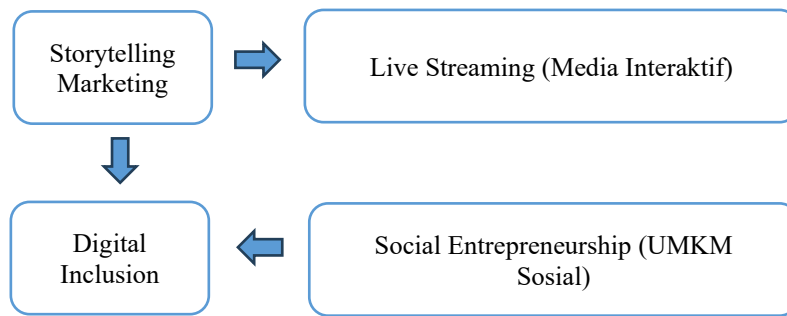 Storytelling
Marketing
Live Streaming (Media Interaktif)
Digital
Inclusion
Social Entrepreneurship (UMKM
Sosial)